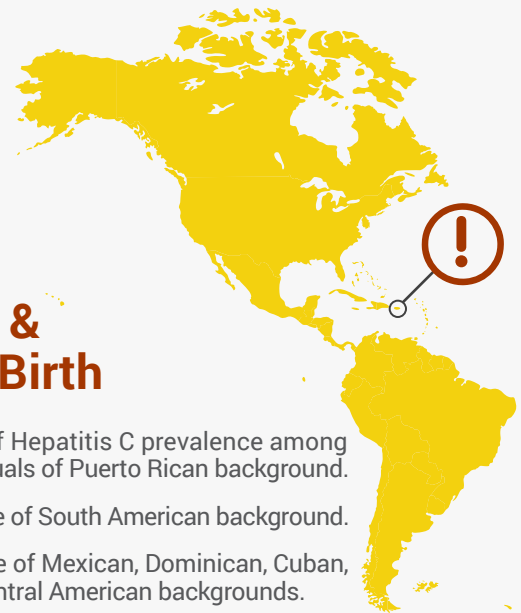 !
&
Birth
f Hepatitis C prevalence among
uals of Puerto Rican background.
e of South American background.
e of Mexican, Dominican, Cuban,
ntral American backgrounds.